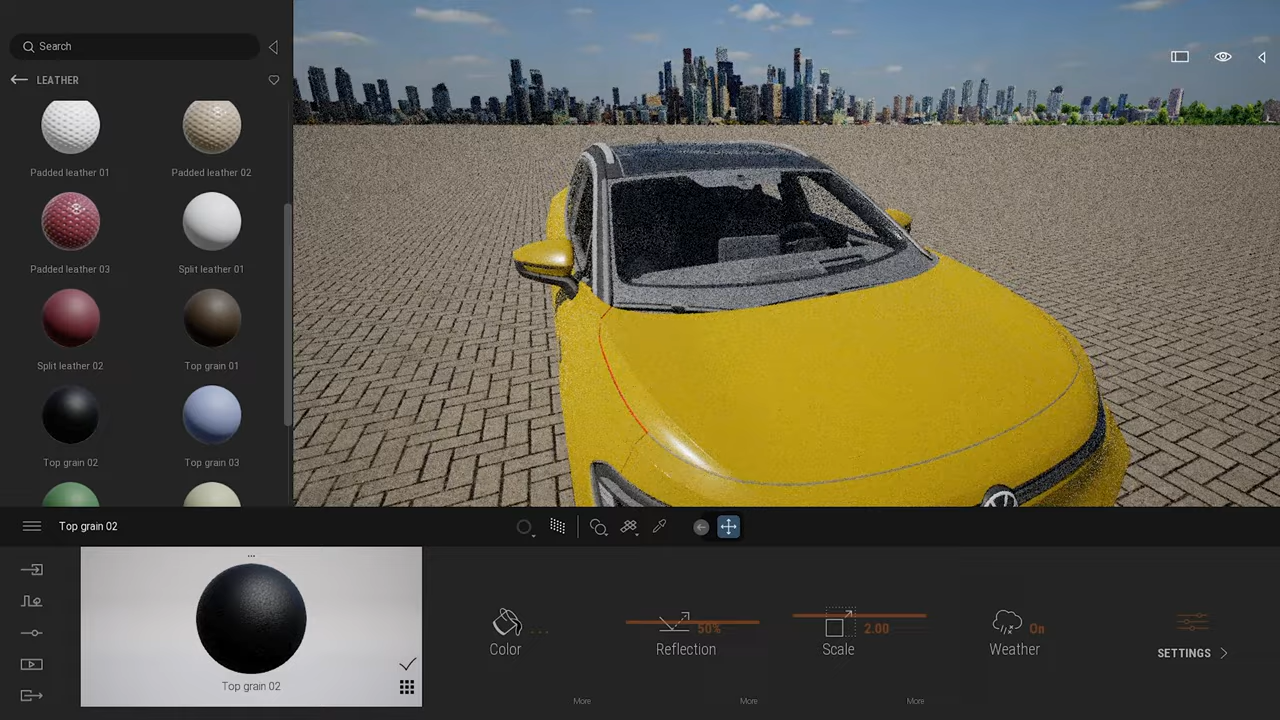 Search
LEATHER
Padded leather 01
Padded leather 02
Padded leather 03
Split leather 01
Split leather 02
Top grain 01
Top grain 02
Top grain 03
Top grain 02
...
Top grain 02
Color
...
Reflection
50%
Scale
2.00
Weather
On
SETTINGS
More
More
More